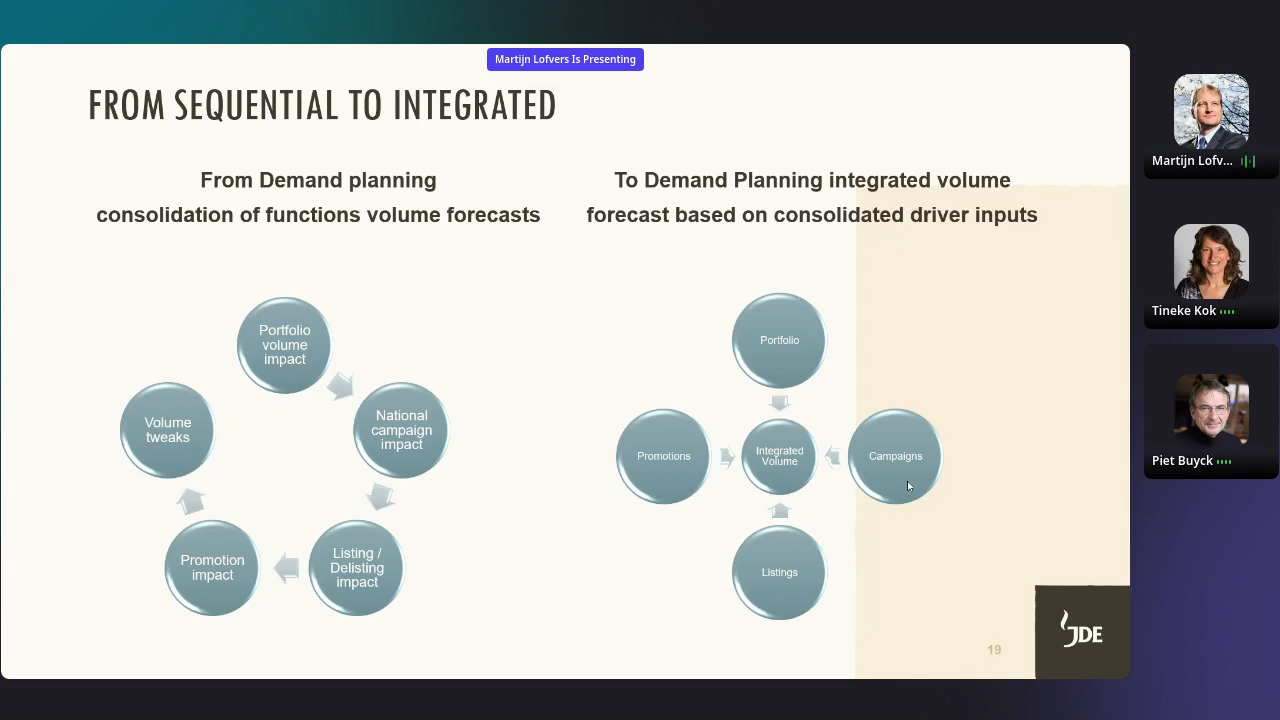 Martijn Lofvers Is Presenting
FROM SEQUENTIAL TO INTEGRATED
From Demand planning
consolidation of functions volume forecasts
To Demand Planning integrated volume
forecast based on consolidated driver inputs
Portfolio
volume
impact
National
campaign
impact
Listing /
Delisting
impact
Promotion
impact
Volume
tweaks
Portfolio
Promotions
Integrated
Volume
Campaigns
Listings
19
JDE
Martijn Lofv...
Tineke Kok
Piet Buyck